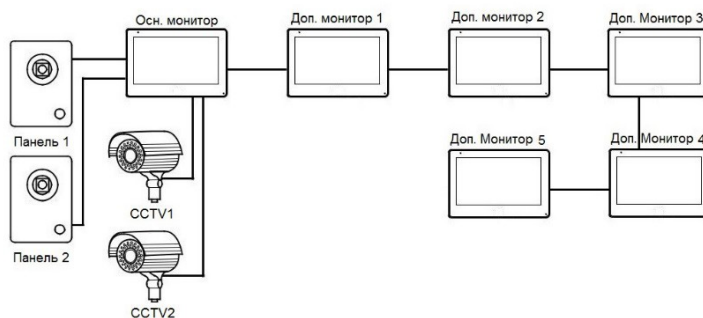 Осн. монитор
Доп. монитор 1
Доп. монитор 2
Доп. Монитор 3
Панель 1
Доп. Монитор 5
Доп. Монитор 4
CCTV1
Панель 2
CCTV2